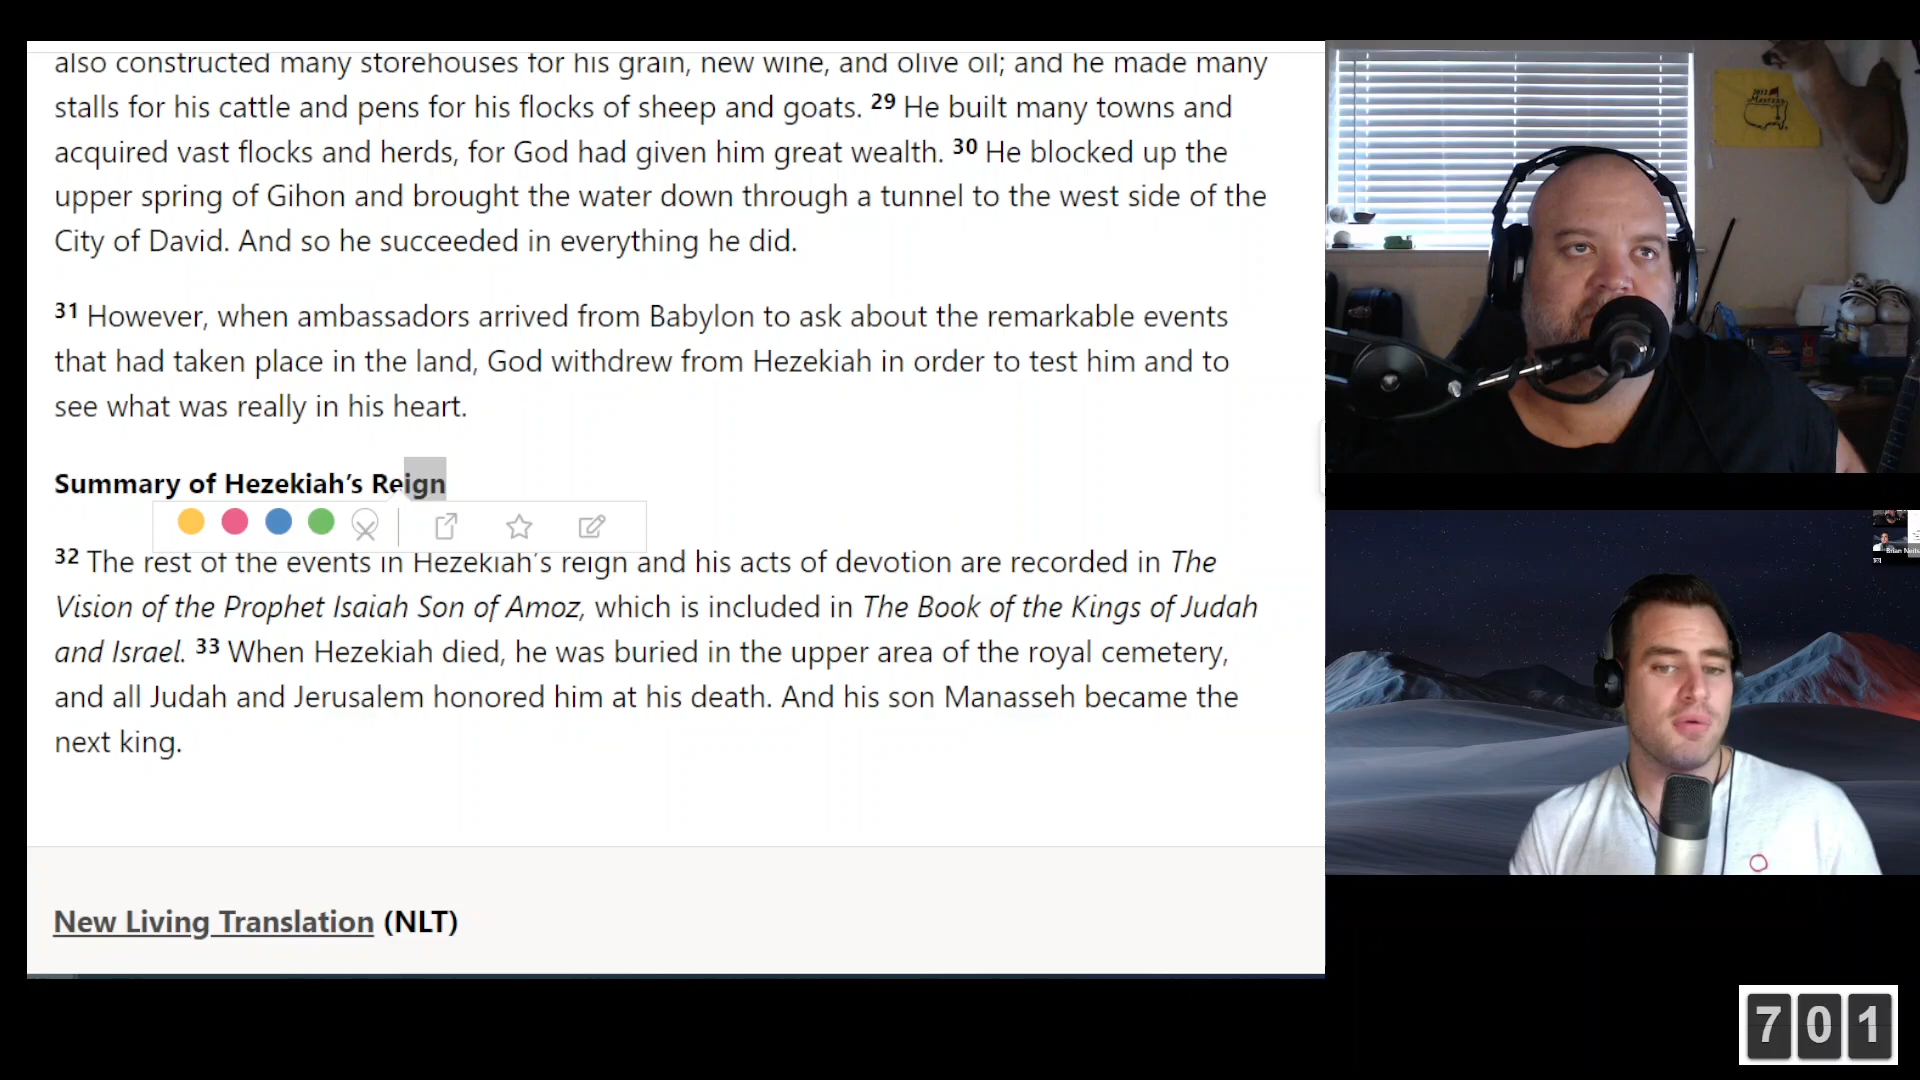 also constructed many storehouses for his grain, new wine, and olive oil; and he made many
stalls for his cattle and pens for his flocks of sheep and goats. 29 He built many towns and
acquired vast flocks and herds, for God had given him great wealth. 30 He blocked up the
upper spring of Gihon and brought the water down through a tunnel to the west side of the
City of David. And so he succeeded in everything he did.
31 However, when ambassadors arrived from Babylon to ask about the remarkable events
that had taken place in the land, God withdrew from Hezekiah in order to test him and to
see what was really in his heart.
Summary of Hezekiah’s Reign
32 The rest of the events in Hezekiah’s reign and his acts of devotion are recorded in The
Vision of the Prophet Isaiah Son of Amoz, which is included in The Book of the Kings of Judah
and Israel. 33 When Hezekiah died, he was buried in the upper area of the royal cemetery,
and all Judah and Jerusalem honored him at his death. And his son Manasseh became the
next king.
New Living Translation (NLT)
Masters
Brian
701